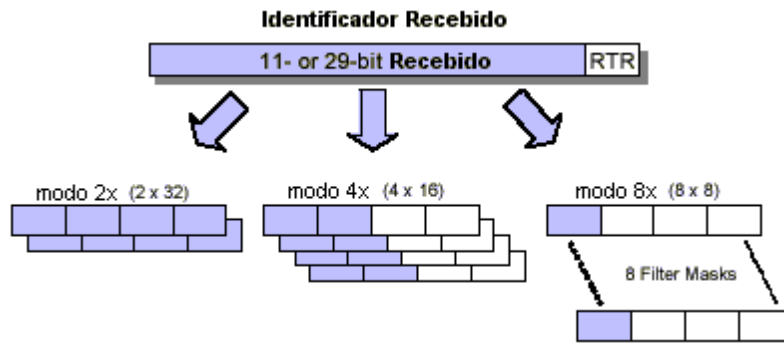 Identificador Recebido
11- or 29-bit Recebido RTR
modo 2x (2 x 32)
modo 4x (4 x 16)
modo 8x (8 x 8)
8 Filter Masks